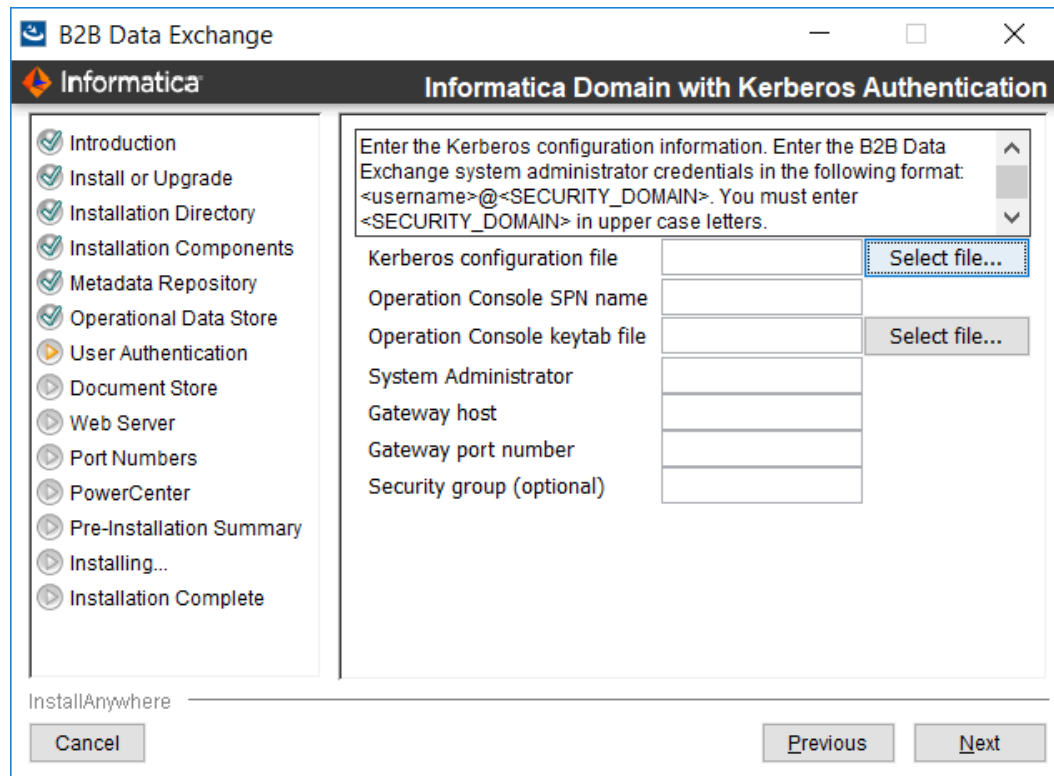 B2B Data Exchange
Informatica
Informatica Domain with Kerberos Authentication
Introduction
Install or Upgrade
Installation Directory
Installation Components
Metadata Repository
Operational Data Store
User Authentication
Document Store
Web Server
Port Numbers
PowerCenter
Pre-Installation Summary
Installing...
Installation Complete
Enter the Kerberos configuration information. Enter the B2B Data
Exchange system administrator credentials in the following format:
<username>@<SECURITY_DOMAIN>. You must enter
<SECURITY_DOMAIN> in upper case letters.
Kerberos configuration file
Select file...
Operation Console SPN name
Operation Console keytab file
Select file...
System Administrator
Gateway host
Gateway port number
Security group (optional)
InstallAnywhere
Cancel
Previous
Next